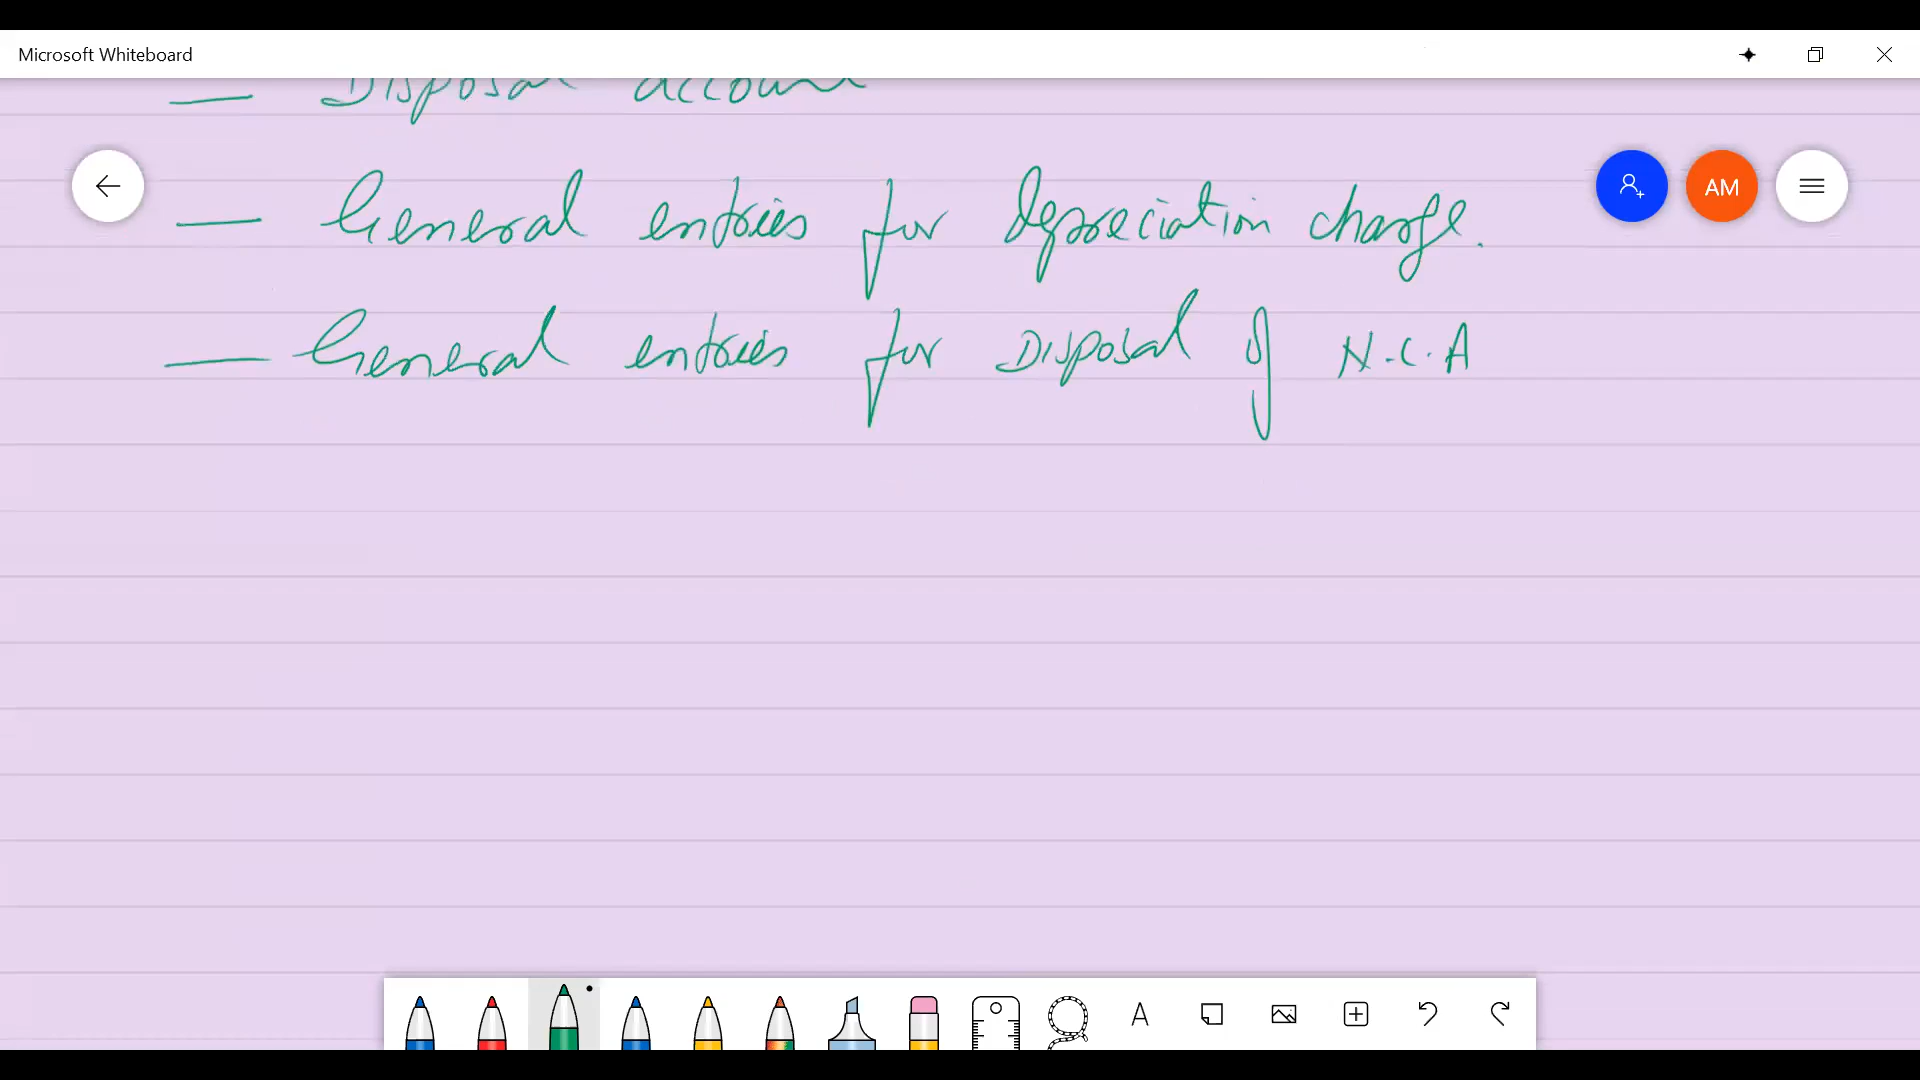 Microsoft Whiteboard
— Disposal account
AM
— General entries for depreciation charge.
— General entries for Disposal of N.C.A